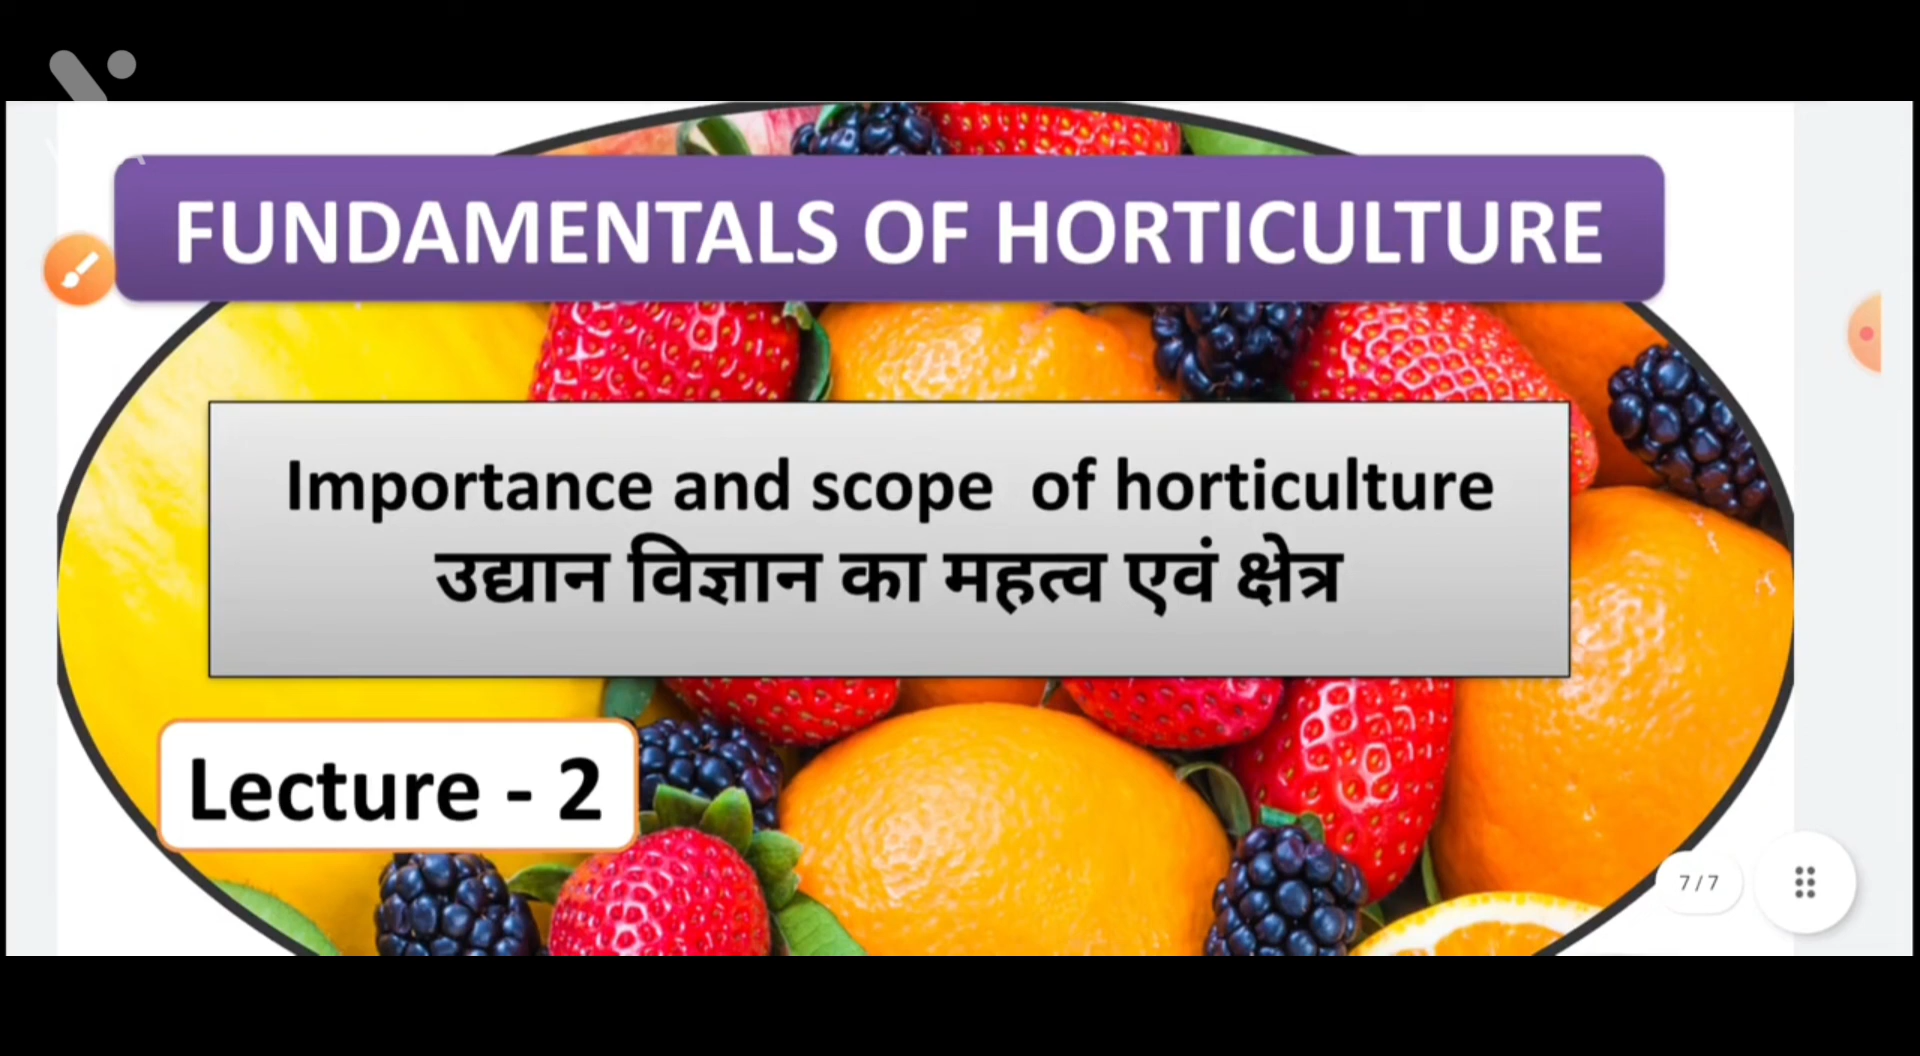 FUNDAMENTALS OF HORTICULTURE
Importance and scope of horticulture
उद्यान विज्ञान का महत्व एवं क्षेत्र
Lecture - 2
7/7